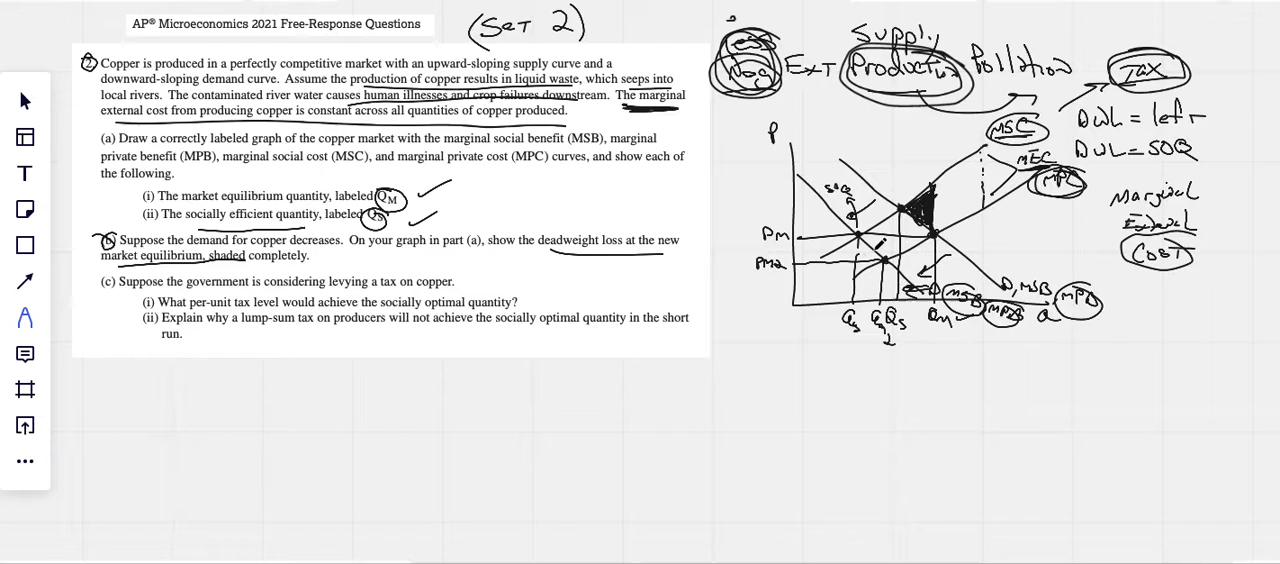 AP® Microeconomics 2021 Free-Response Questions
(Set 2)
2. Copper is produced in a perfectly competitive market with an upward-sloping supply curve and a
downward-sloping demand curve. Assume the production of copper results in liquid waste, which seeps into
local rivers. The contaminated river water causes human illnesses and crop failures downstream. The marginal
external cost from producing copper is constant across all quantities of copper produced.
(a) Draw a correctly labeled graph of the copper market with the marginal social benefit (MSB), marginal
private benefit (MPB), marginal social cost (MSC), and marginal private cost (MPC) curves, and show each of
the following.
(i) The market equilibrium quantity, labeled QM
(ii) The socially efficient quantity, labeled QS
(b) Suppose the demand for copper decreases. On your graph in part (a), show the deadweight loss at the new
market equilibrium, shaded completely.
(c) Suppose the government is considering levying a tax on copper.
(i) What per-unit tax level would achieve the socially optimal quantity?
(ii) Explain why a lump-sum tax on producers will not achieve the socially optimal quantity in the short
run.
Supply
Neg EXT Production Pollution
TAX
DWL = left
DWL = SOQ
Marginal
External
COST
P
MSC
MEC
MPC
SOQ
PM
PM2
D, MSB
MPB
MSB
MPB
Qs
QM2
Qs
QM
Q